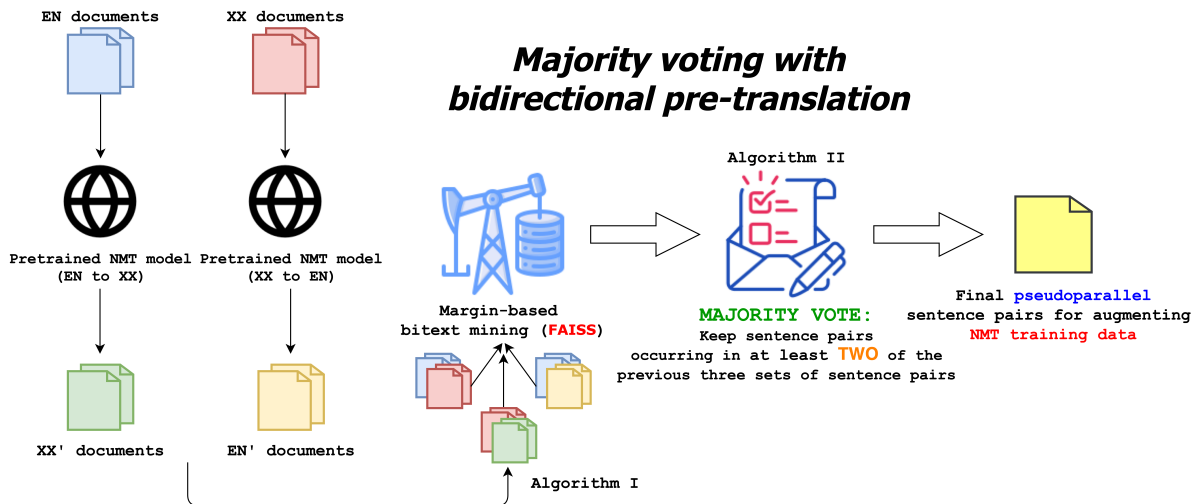 EN documents
XX documents
Majority voting with
bidirectional pre-translation
Pretrained NMT model
(EN to XX)
Pretrained NMT model
(XX to EN)
XX' documents
EN' documents
Margin-based
bitext mining (FAISS)
Algorithm I
Algorithm II
MAJORITY VOTE:
Keep sentence pairs
occurring in at least TWO of the
previous three sets of sentence pairs
Final pseudoparallel
sentence pairs for augmenting
NMT training data